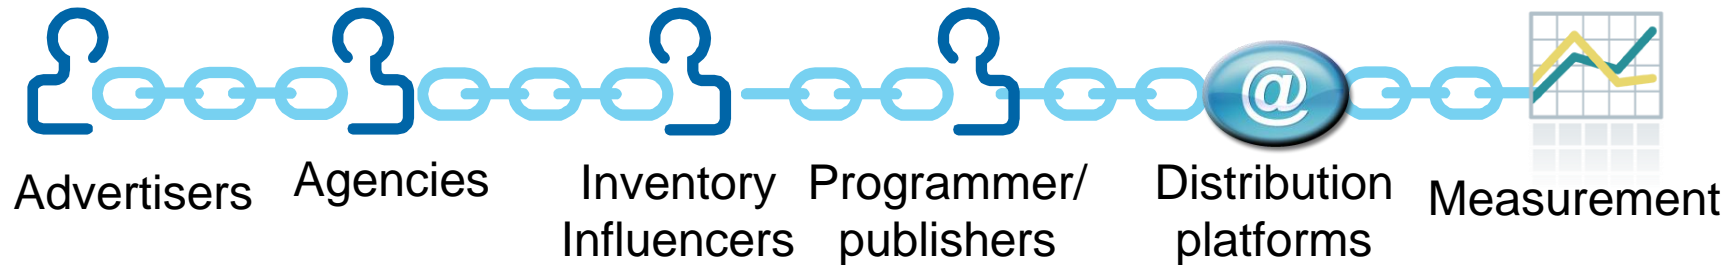 @
Advertisers
Agencies
Inventory
Influencers
Programmer/
publishers
Distribution
platforms
Measurement